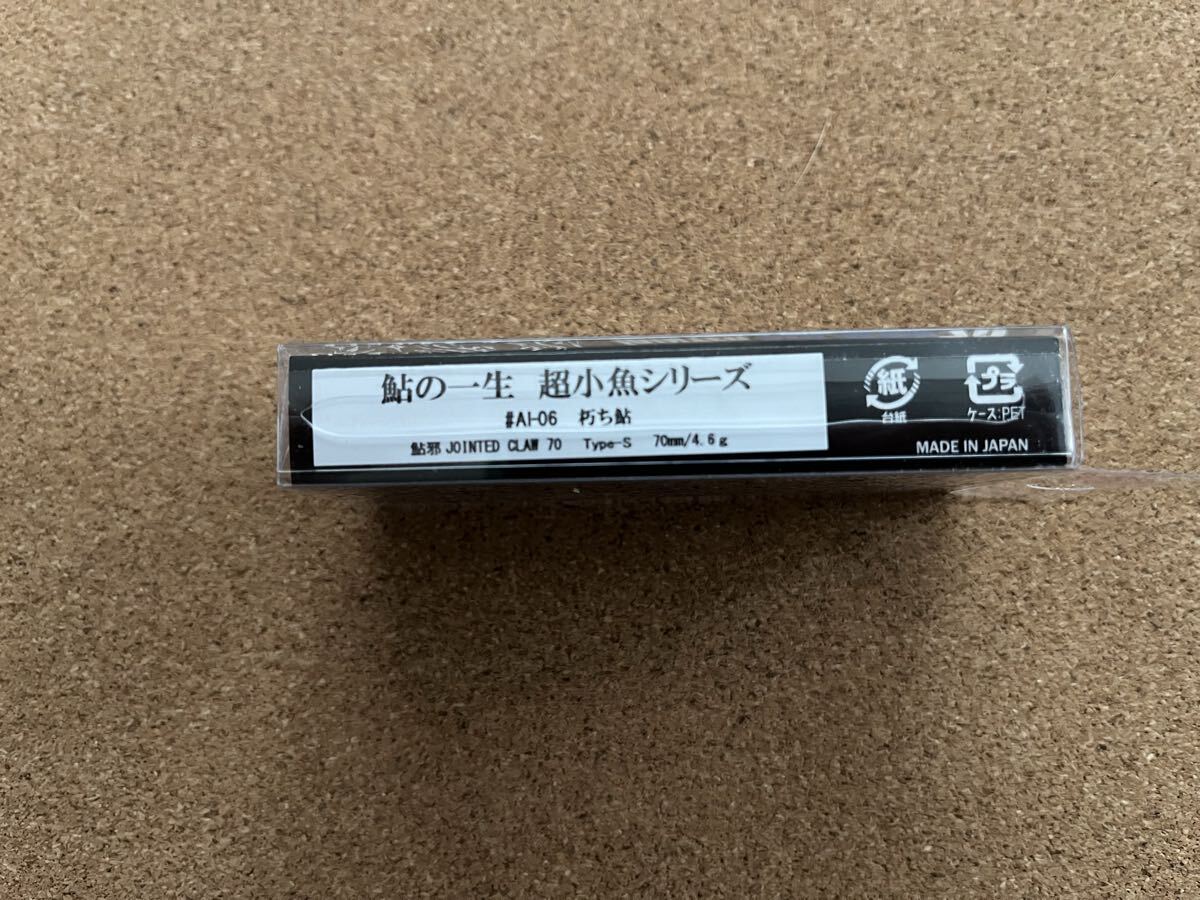 鮎の一生 超小魚シリーズ
#AI-06 朽ち鮎
鮎邪 JOINTED CLAW 70 Type-S 70mm/4.6g
紙
台紙
プラ
ケース:PET
MADE IN JAPAN